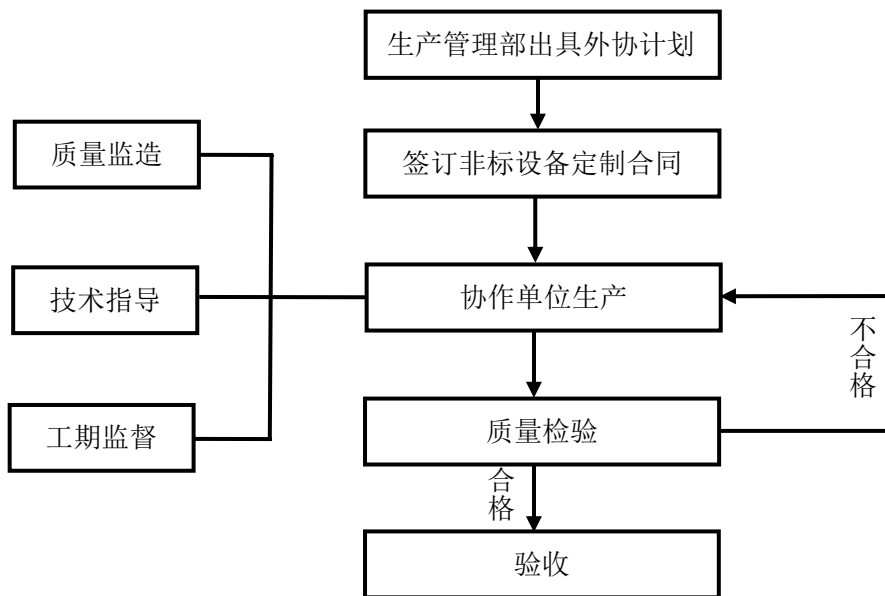 生产管理部出具外协计划
质量监造
签订非标设备定制合同
技术指导
协作单位生产
不合格
工期监督
质量检验
合格
验收